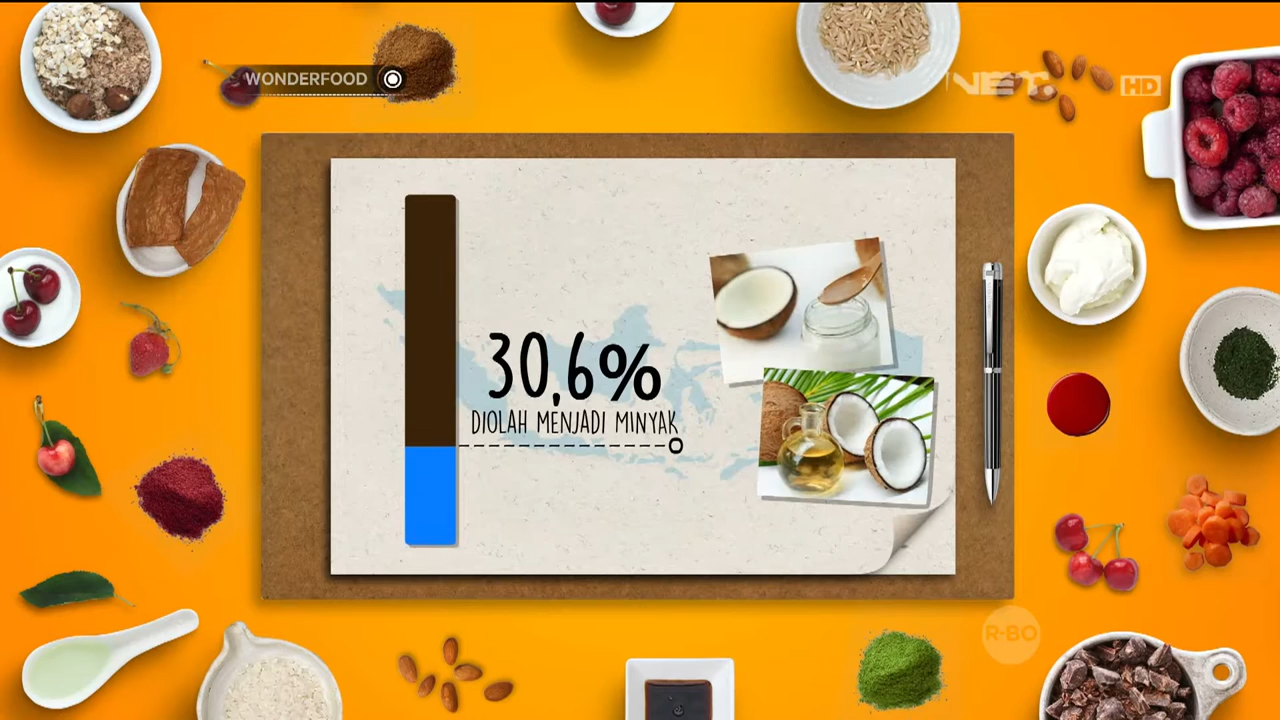 WONDERFOOD
NET.
HD
30,6%
DIOLAH MENJADI MINYAK
R-BO